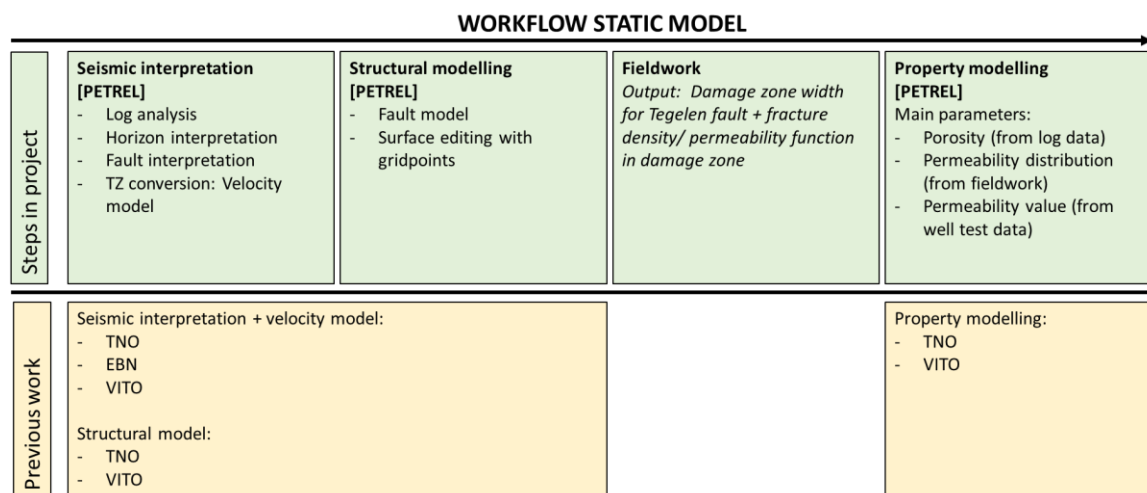 WORKFLOW STATIC MODEL
Steps in project
Seismic interpretation
[PETREL]
- Log analysis
- Horizon interpretation
- Fault interpretation
- TZ conversion: Velocity
model
Structural modelling
[PETREL]
- Fault model
- Surface editing with
gridpoints
Fieldwork
Output: Damage zone width
for Tegelen fault + fracture
density/ permeability function
in damage zone
Property modelling
[PETREL]
Main parameters:
- Porosity (from log data)
- Permeability distribution
(from fieldwork)
- Permeability value (from
well test data)
Previous work
Seismic interpretation + velocity model:
- TNO
- EBN
- VITO
Structural model:
- TNO
- VITO
Property modelling:
- TNO
- VITO